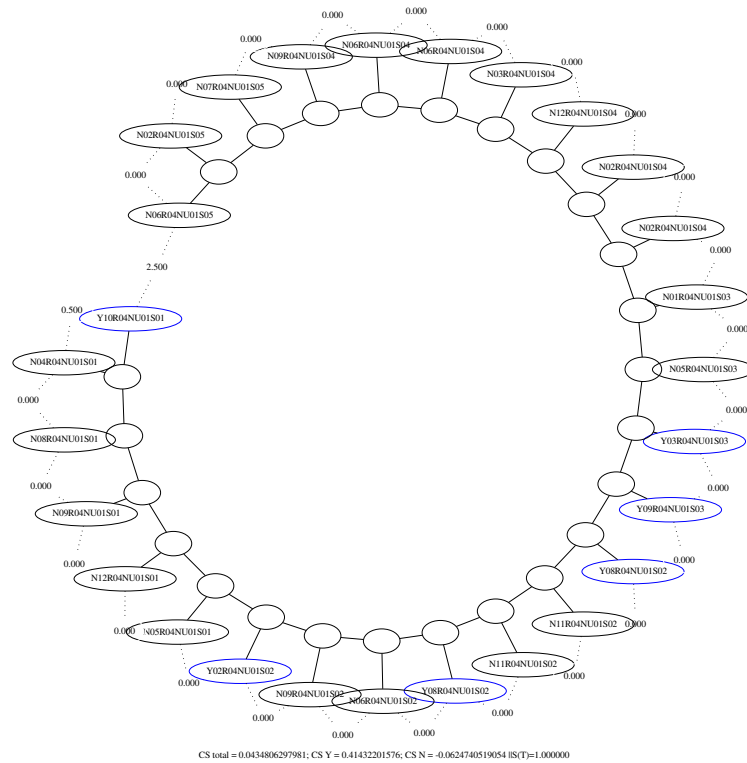 0.000
0.000
N06R04NU01S04
0.000
N09R04NU01S04
N06R04NU01S04
0.000
N07R04NU01S05
N03R04NU01S04
0.000
N02R04NU01S05
N12R04NU01S04
0.000
0.000
N02R04NU01S04
0.000
N06R04NU01S05
N02R04NU01S04
0.000
2.500
N01R04NU01S03
0.500
Y10R04NU01S01
0.000
N04R04NU01S01
N05R04NU01S03
0.000
0.000
N08R04NU01S01
Y03R04NU01S03
0.000
0.000
N09R04NU01S01
Y09R04NU01S03
0.000
0.000
N12R04NU01S01
Y08R04NU01S02
0.000
N05R04NU01S01
N11R04NU01S02
0.000
0.000
Y02R04NU01S02
N11R04NU01S02
0.000
N09R04NU01S02
Y08R04NU01S02
N06R04NU01S02
0.000
0.000
0.000
0.000
CS total = 0.0434806297981; CS Y = 0.41432201576; CS N = -0.0624740519054 ||S(T)=1.000000